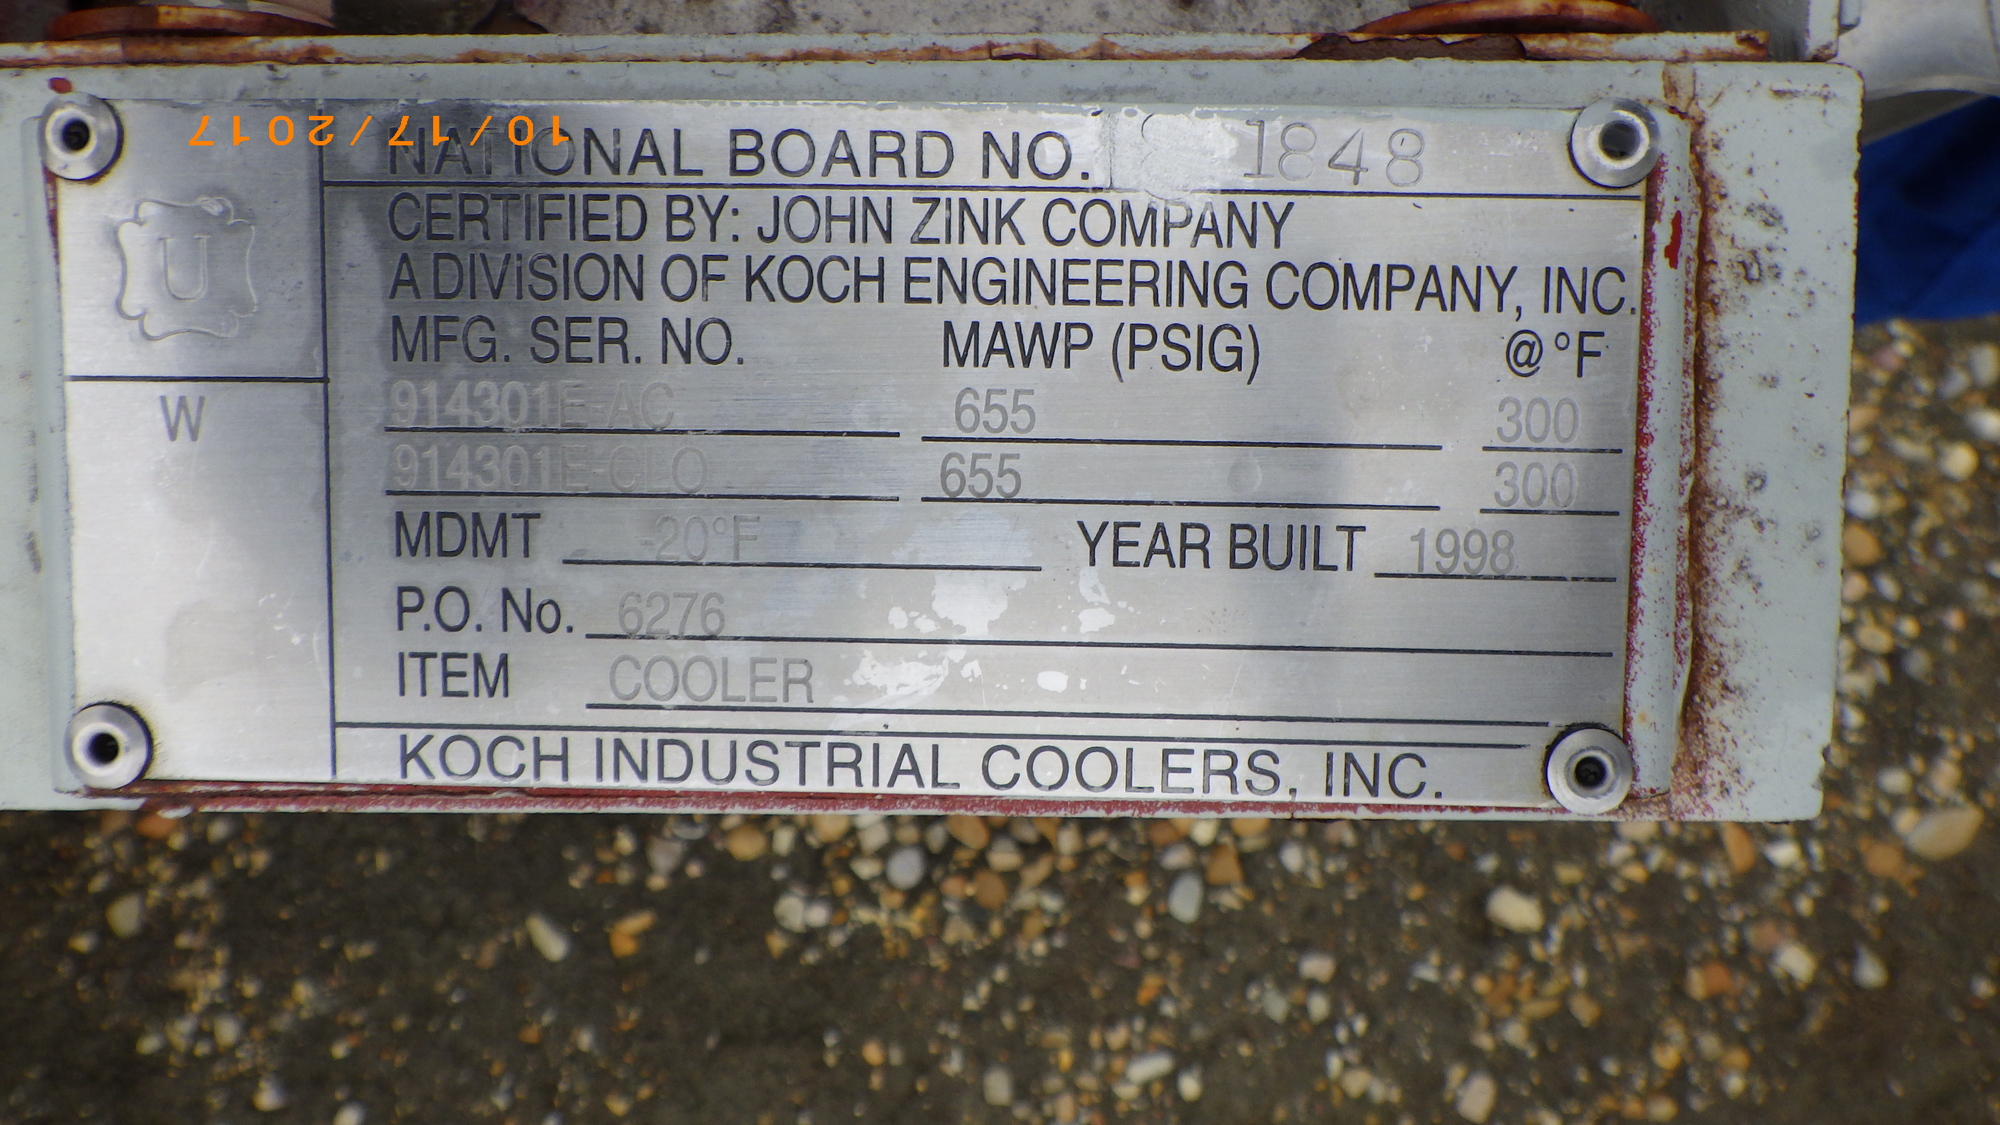 10/17/2017
NATIONAL BOARD NO. 1848
U
CERTIFIED BY: JOHN ZINK COMPANY
A DIVISION OF KOCH ENGINEERING COMPANY, INC.
MFG. SER. NO. MAWP (PSIG) @°F
914301E-AC 655 300
W
914301E-CLO 655 300
MDMT -20°F YEAR BUILT 1998
P.O. No. 6276
ITEM COOLER
KOCH INDUSTRIAL COOLERS, INC.